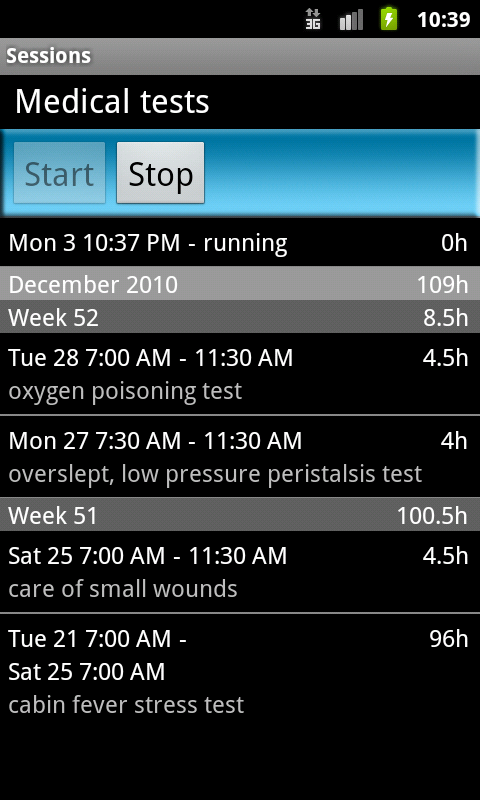 3G 10:39
Sessions
Medical tests
Start Stop
Mon 3 10:37 PM - running 0h
December 2010 109h
Week 52 8.5h
Tue 28 7:00 AM - 11:30 AM 4.5h
oxygen poisoning test
Mon 27 7:30 AM - 11:30 AM 4h
overslept, low pressure peristalsis test
Week 51 100.5h
Sat 25 7:00 AM - 11:30 AM 4.5h
care of small wounds
Tue 21 7:00 AM - 96h
Sat 25 7:00 AM
cabin fever stress test